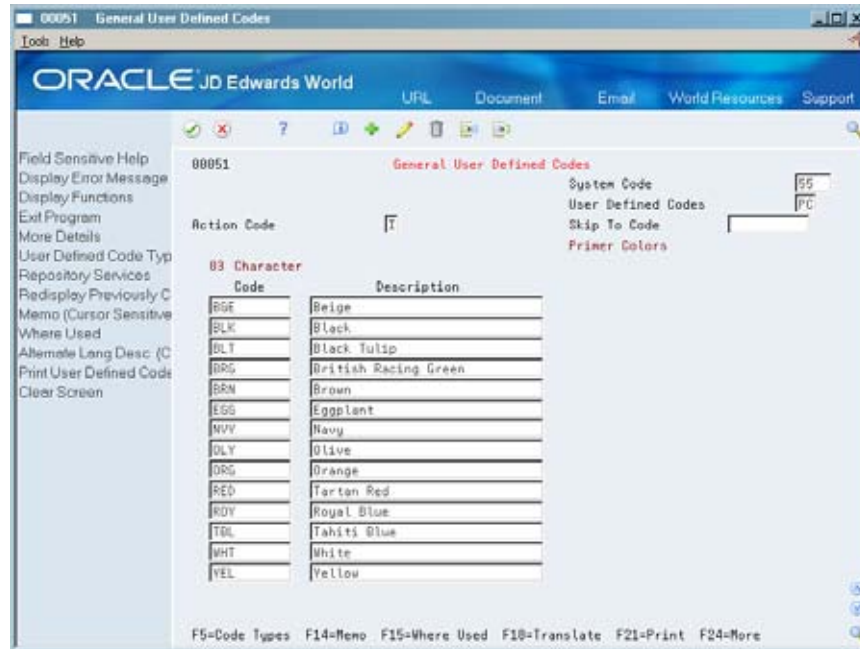 00051 General User Defined Codes
Tools Help
ORACLE JD Edwards World
URL Document Email World Resources Support
Field Sensitive Help
Display Error Message
Display Functions
Exit Program
More Details
User Defined Code Typ
Repository Services
Redisplay Previously C
Memo (Cursor Sensitive
Where Used
Alternate Lang Desc (C
Print User Defined Code
Clear Screen
00051 General User Defined Codes
System Code 55
User Defined Codes PC
Action Code I Skip To Code
Primer Colors
03 Character
Code Description
BGE Beige
BLK Black
BLT Black Tulip
BRG British Racing Green
BRN Brown
EGG Eggplant
NVY Navy
OLY Olive
ORG Orange
RED Tartan Red
ROY Royal Blue
TBL Tahiti Blue
WHT White
YEL Yellow
F5=Code Types F14=Memo F15=Where Used F18=Translate F21=Print F24=More